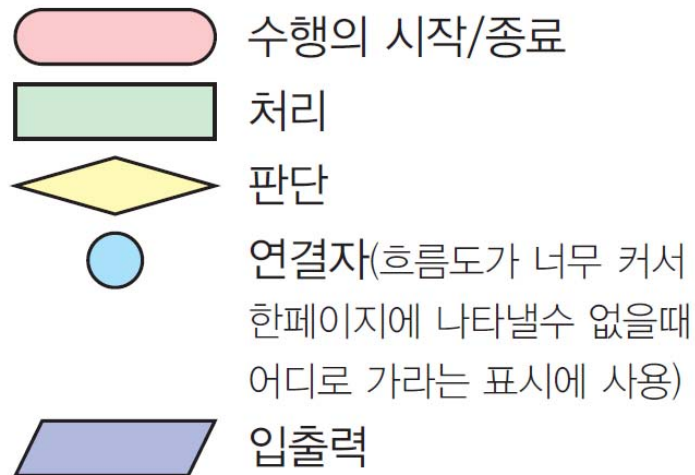 수행의 시작/종료
처리
판단
연결자(흐름도가 너무 커서
한페이지에 나타낼수 없을때
어디로 가라는 표시에 사용)
입출력